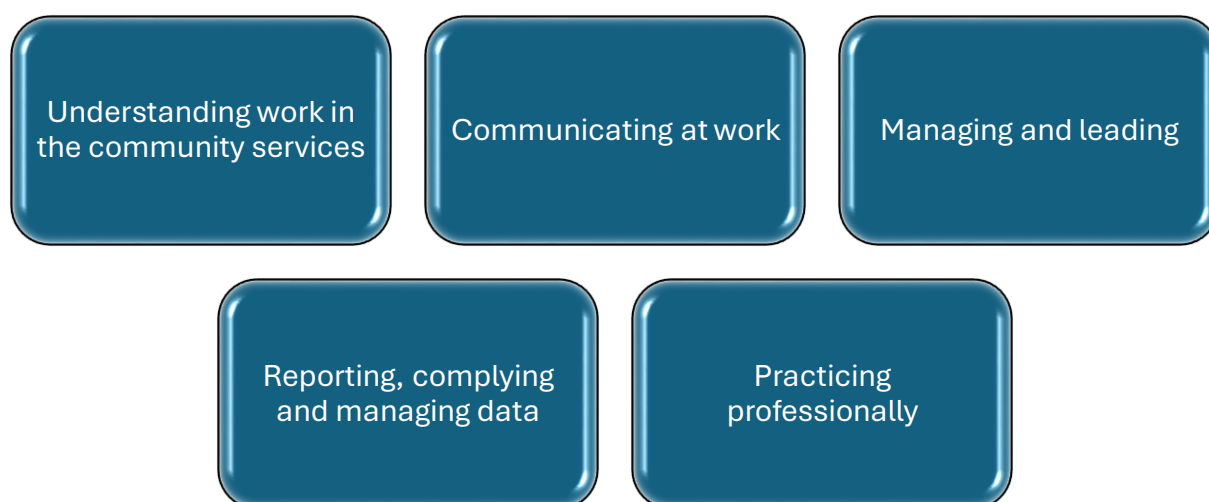 Understanding work in
the community services
Communicating at work
Managing and leading
Reporting, complying
and managing data
Practicing
professionally